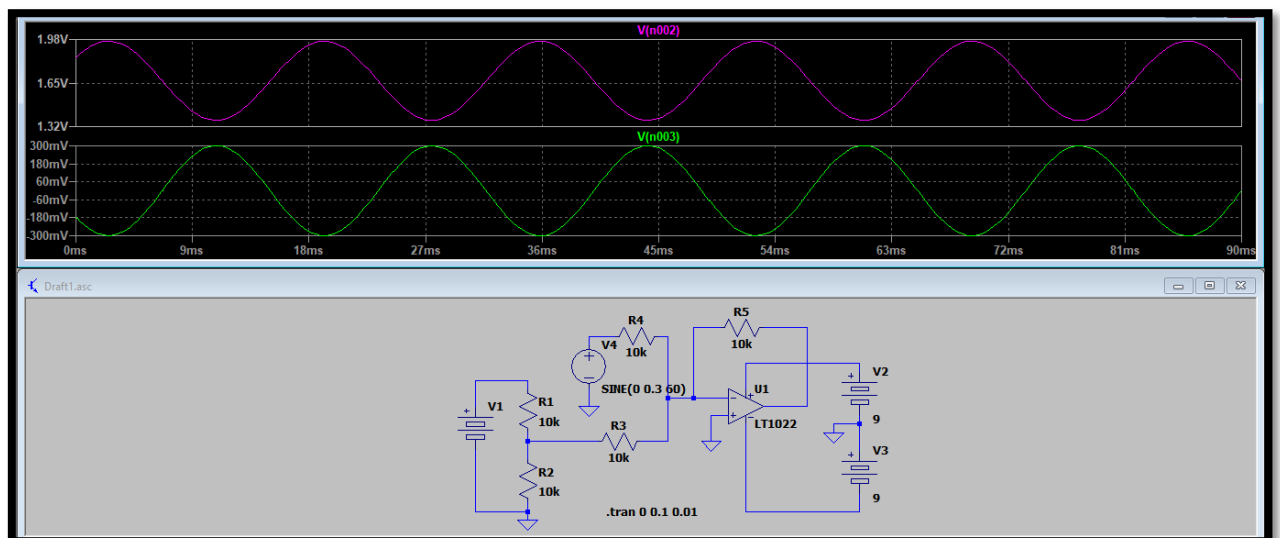 V(n002)
1.98V
1.65V
1.32V
V(n003)
300mV
180mV
60mV
-60mV
-180mV
-300mV
0ms 9ms 18ms 27ms 36ms 45ms 54ms 63ms 72ms 81ms 90ms
Draft1.asc
R4
10k
R5
10k
V4
SINE(0 0.3 60)
V1
R1
10k
R3
10k
R2
10k
U1
LT1022
V2
9
V3
9
.tran 0 0.1 0.01